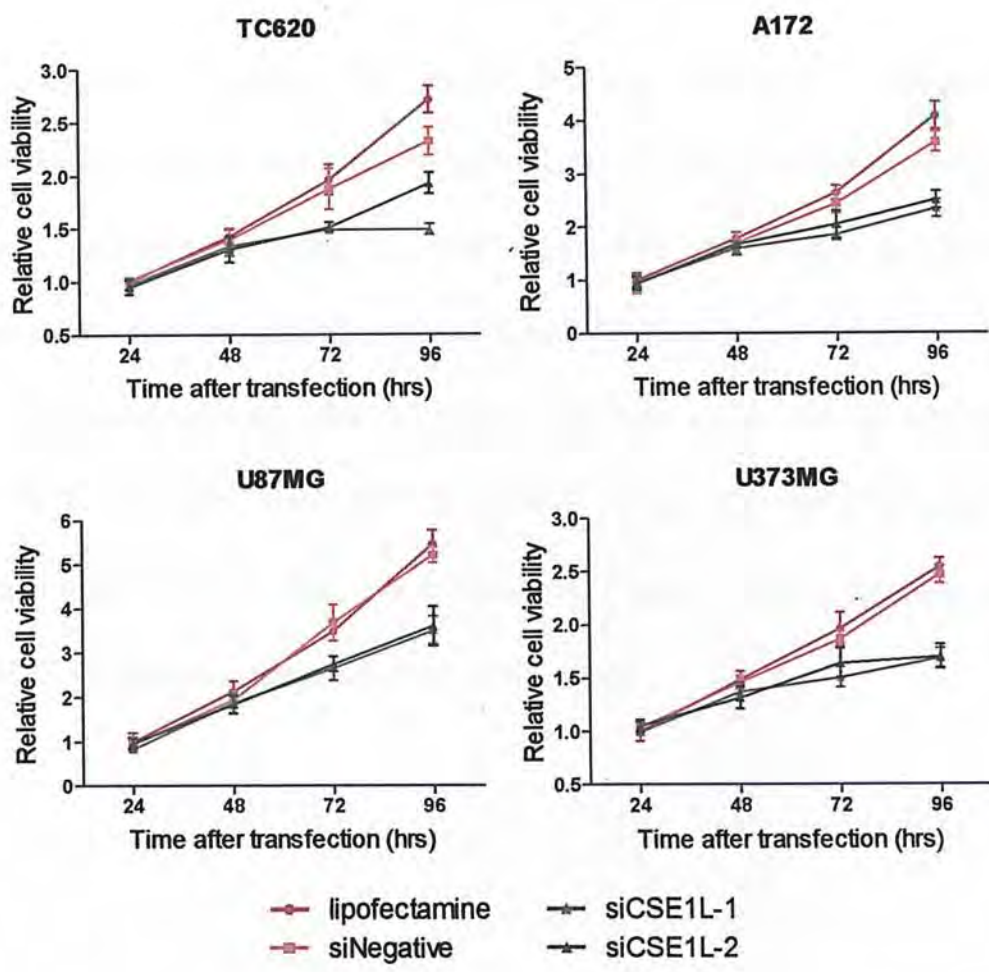 TC620
Relative cell viability
3.0
2.5
2.0
1.5
1.0
0.5
24 48 72 96
Time after transfection (hrs)
A172
Relative cell viability
5
4
3
2
1
0
24 48 72 96
Time after transfection (hrs)
U87MG
Relative cell viability
6
5
4
3
2
1
0
24 48 72 96
Time after transfection (hrs)
U373MG
Relative cell viability
3.0
2.5
2.0
1.5
1.0
0.5
24 48 72 96
Time after transfection (hrs)
lipofectamine
siNegative
siCSE1L-1
siCSE1L-2